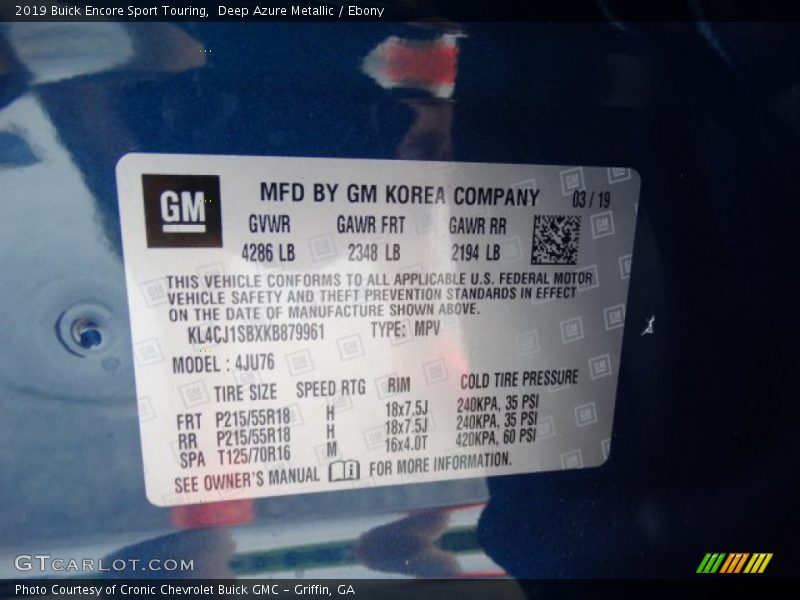 2019 Buick Encore Sport Touring, Deep Azure Metallic / Ebony
GM
MFD BY GM KOREA COMPANY 03 / 19
GVWR GAWR FRT GAWR RR
4286 LB 2348 LB 2194 LB
THIS VEHICLE CONFORMS TO ALL APPLICABLE U.S. FEDERAL MOTOR
VEHICLE SAFETY AND THEFT PREVENTION STANDARDS IN EFFECT
ON THE DATE OF MANUFACTURE SHOWN ABOVE.
KL4CJ1SBXKB879961 TYPE: MPV
MODEL : 4JU76
TIRE SIZE SPEED RTG RIM COLD TIRE PRESSURE
FRT P215/55R18 H 18x7.5J 240KPA, 35 PSI
RR P215/55R18 H 18x7.5J 240KPA, 35 PSI
SPA T125/70R16 M 16x4.0T 420KPA, 60 PSI
SEE OWNER'S MANUAL FOR MORE INFORMATION.
GTCARLOT.COM
Photo Courtesy of Cronic Chevrolet Buick GMC – Griffin, GA